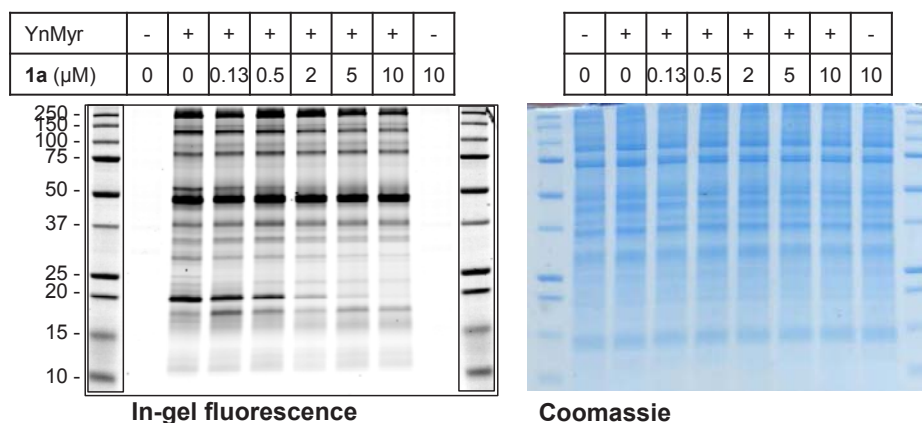 YnMyr - + + + + + + -
1a (µM) 0 0 0.13 0.5 2 5 10 10
- + + + + + + -
0 0 0.13 0.5 2 5 10 10
250 -
150 -
100 -
75 -
50 -
37 -
25 -
20 -
15 -
10 -
In-gel fluorescence
Coomassie